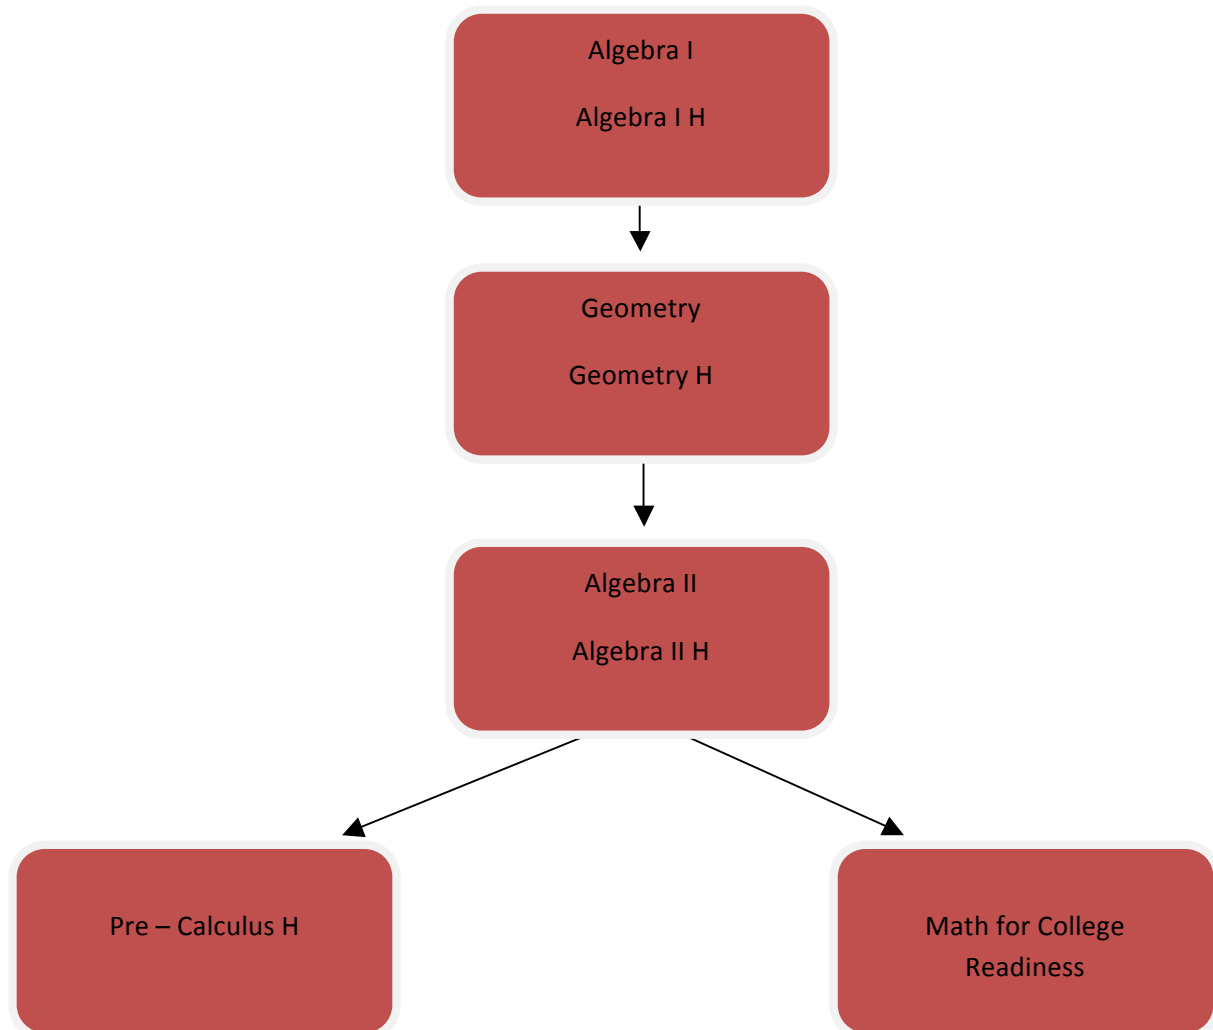 Algebra I
Algebra I H
Geometry
Geometry H
Algebra II
Algebra II H
Pre – Calculus H
Math for College
Readiness